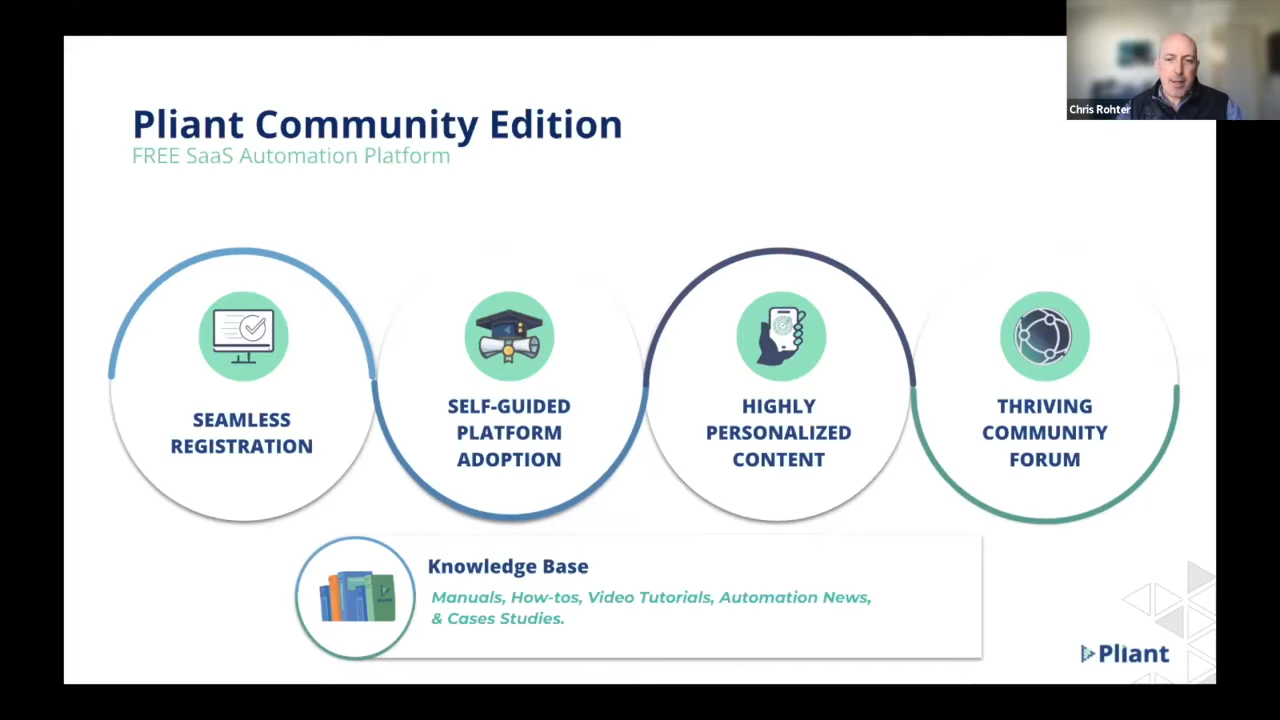 Chris Rohter
Pliant Community Edition
FREE SaaS Automation Platform
SEAMLESS
REGISTRATION
SELF-GUIDED
PLATFORM
ADOPTION
HIGHLY
PERSONALIZED
CONTENT
THRIVING
COMMUNITY
FORUM
Knowledge Base
Manuals, How-tos, Video Tutorials, Automation News,
& Cases Studies.
Pliant